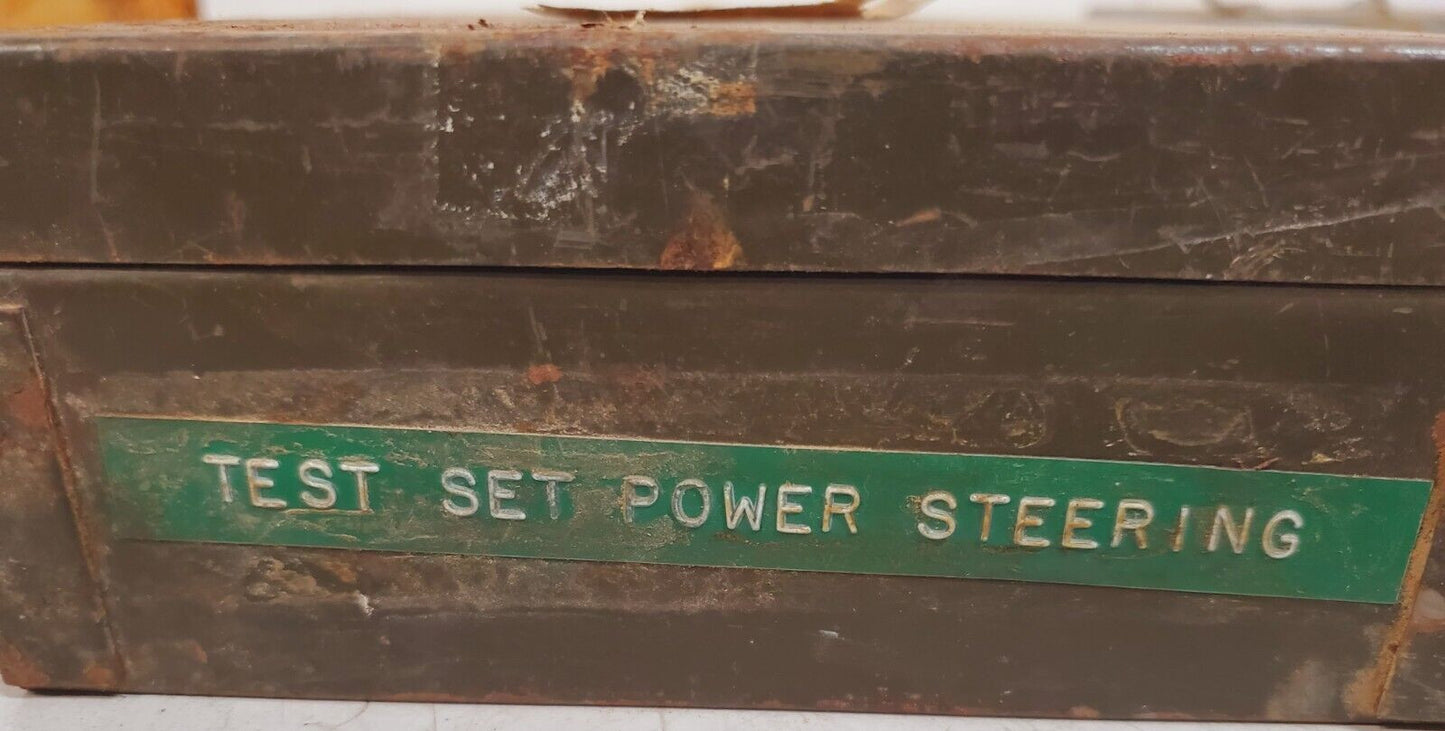 TEST SET POWER STEERING